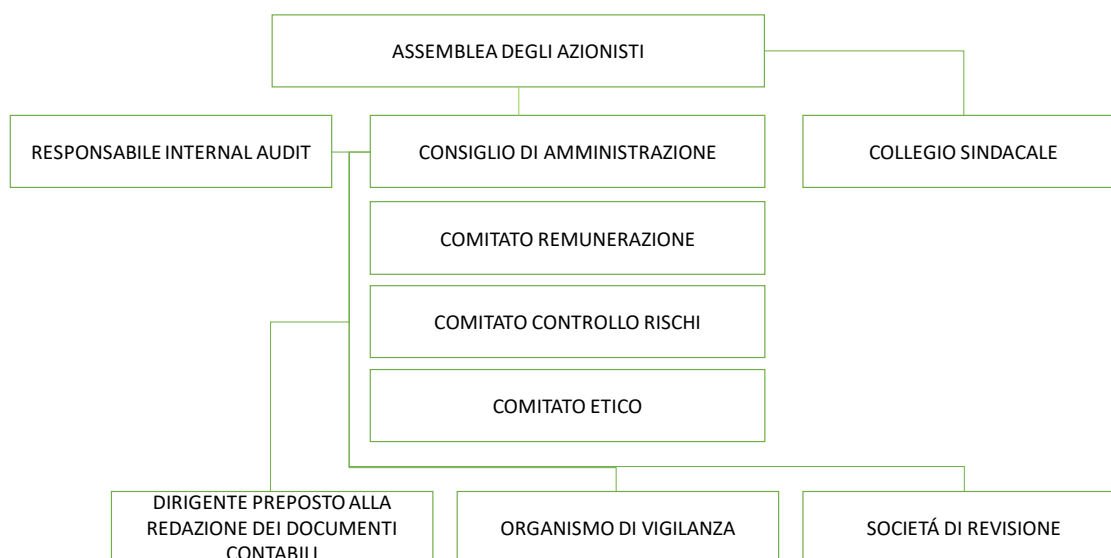 ASSEMBLEA DEGLI AZIONISTI
RESPONSABILE INTERNAL AUDIT
CONSIGLIO DI AMMINISTRAZIONE
COLLEGIO SINDACALE
COMITATO REMUNERAZIONE
COMITATO CONTROLLO RISCHI
COMITATO ETICO
DIRIGENTE PREPOSTO ALLA
REDAZIONE DEI DOCUMENTI
CONTABILI
ORGANISMO DI VIGILANZA
SOCIETÁ DI REVISIONE